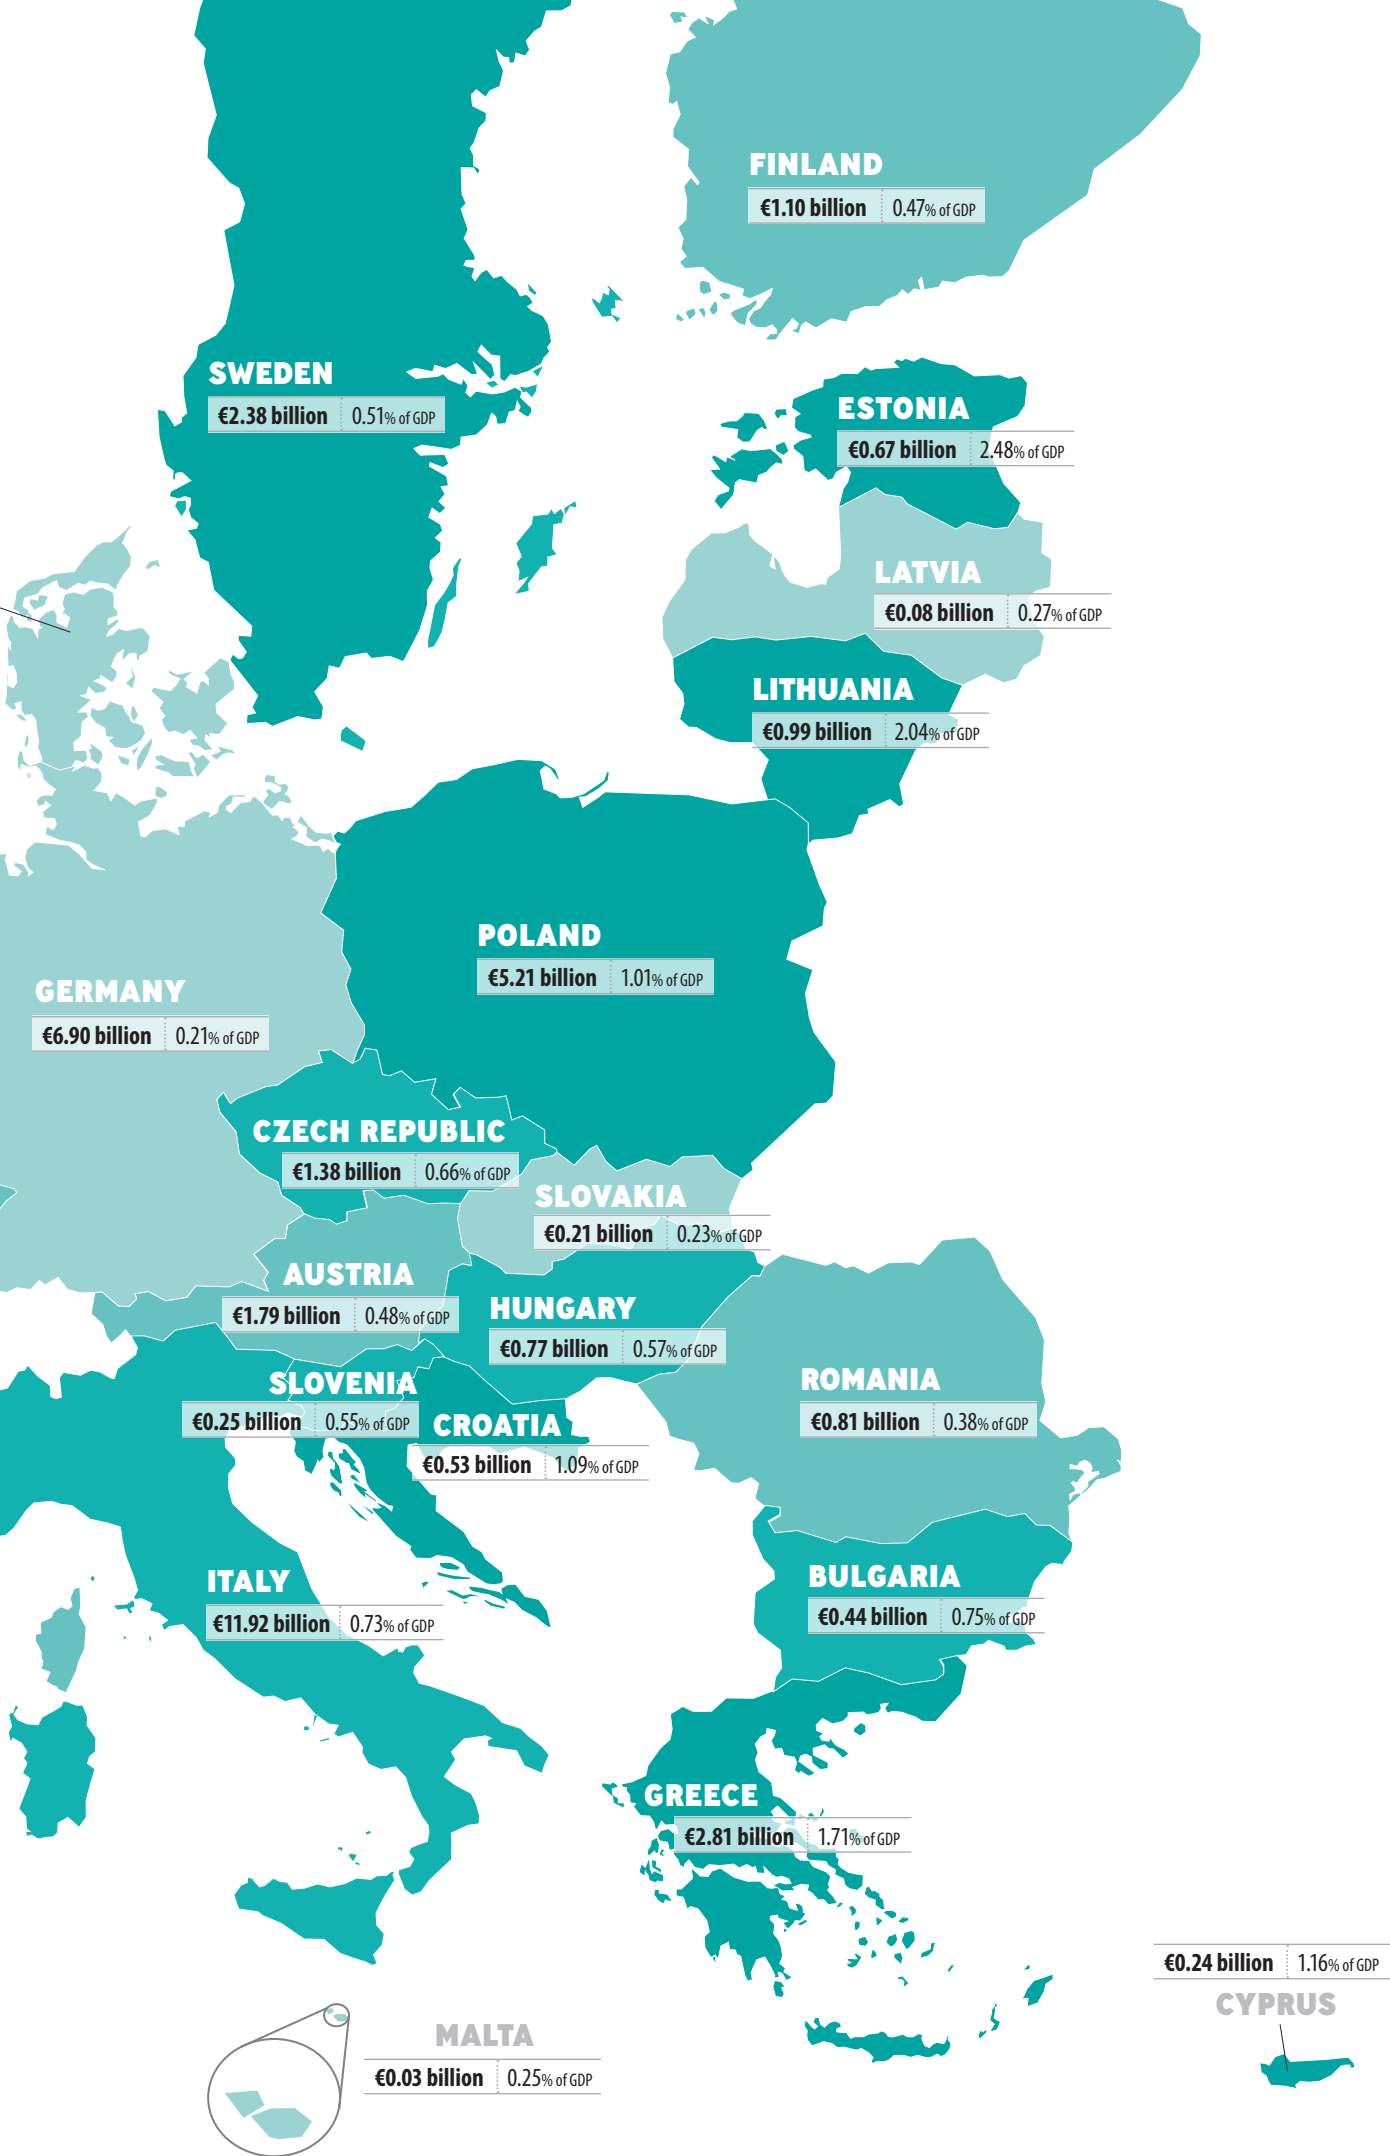 FINLAND
€1.10 billion 0.47% of GDP
SWEDEN
€2.38 billion 0.51% of GDP
ESTONIA
€0.67 billion 2.48% of GDP
LATVIA
€0.08 billion 0.27% of GDP
LITHUANIA
€0.99 billion 2.04% of GDP
POLAND
€5.21 billion 1.01% of GDP
GERMANY
€6.90 billion 0.21% of GDP
CZECH REPUBLIC
€1.38 billion 0.66% of GDP
SLOVAKIA
€0.21 billion 0.23% of GDP
AUSTRIA
€1.79 billion 0.48% of GDP
HUNGARY
€0.77 billion 0.57% of GDP
SLOVENIA
€0.25 billion 0.55% of GDP
ROMANIA
€0.81 billion 0.38% of GDP
CROATIA
€0.53 billion 1.09% of GDP
ITALY
€11.92 billion 0.73% of GDP
BULGARIA
€0.44 billion 0.75% of GDP
GREECE
€2.81 billion 1.71% of GDP
€0.24 billion 1.16% of GDP
CYPRUS
MALTA
€0.03 billion 0.25% of GDP